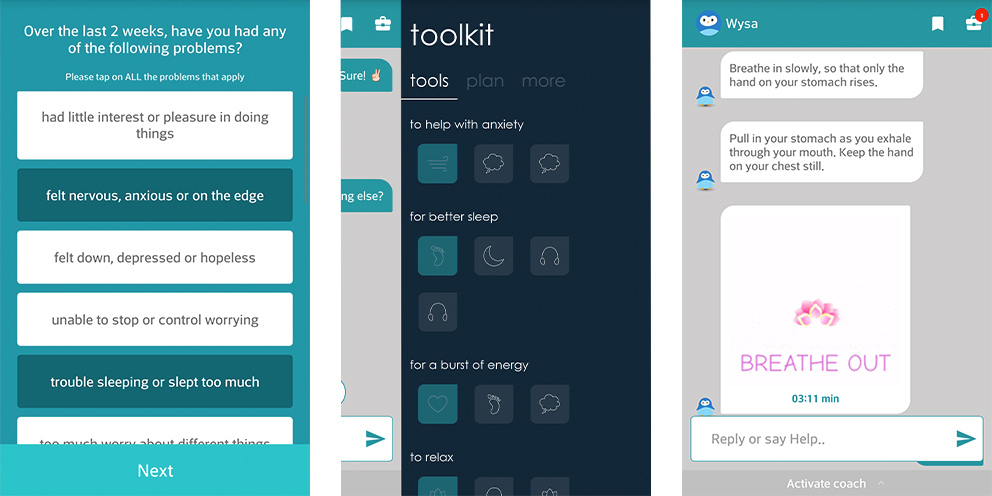 Over the last 2 weeks, have you had any
of the following problems?
Please tap on ALL the problems that apply
had little interest or pleasure in doing
things
felt nervous, anxious or on the edge
felt down, depressed or hopeless
unable to stop or control worrying
trouble sleeping or slept too much
too much worry about different things
Next
Sure! ✌🏻
ng else?
toolkit
tools plan more
to help with anxiety
for better sleep
for a burst of energy
to relax
Wysa
1
Breathe in slowly, so that only the
hand on your stomach rises.
Pull in your stomach as you exhale
through your mouth. Keep the hand
on your chest still.
BREATHE OUT
03:11 min
Reply or say Help..
Activate coach